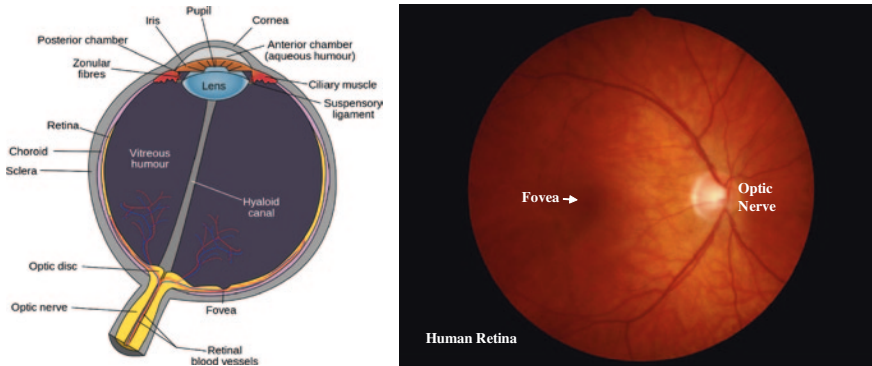 Pupil
Iris
Cornea
Posterior chamber
Anterior chamber
(aqueous humour)
Zonular
fibres
Ciliary muscle
Lens
Suspensory
ligament
Retina
Choroid
Vitreous
humour
Sclera
Hyaloid
canal
Optic disc
Optic nerve
Fovea
Retinal
blood vessels
Fovea
Optic
Nerve
Human Retina